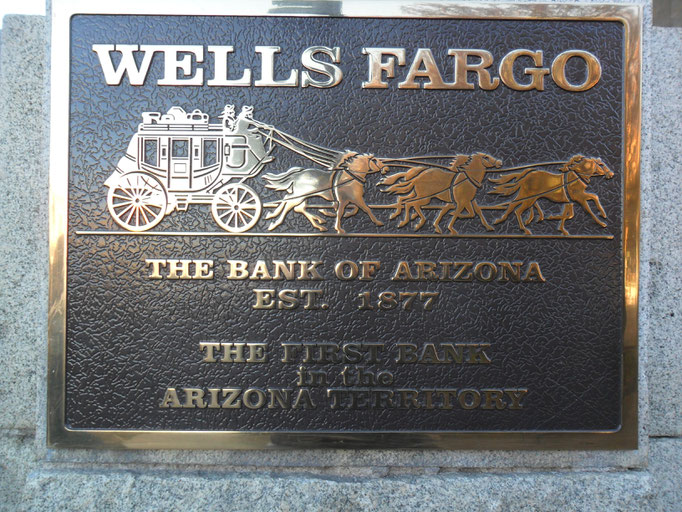 WELLS FARGO
THE BANK OF ARIZONA
EST. 1877
THE FIRST BANK
in the
ARIZONA TERRITORY